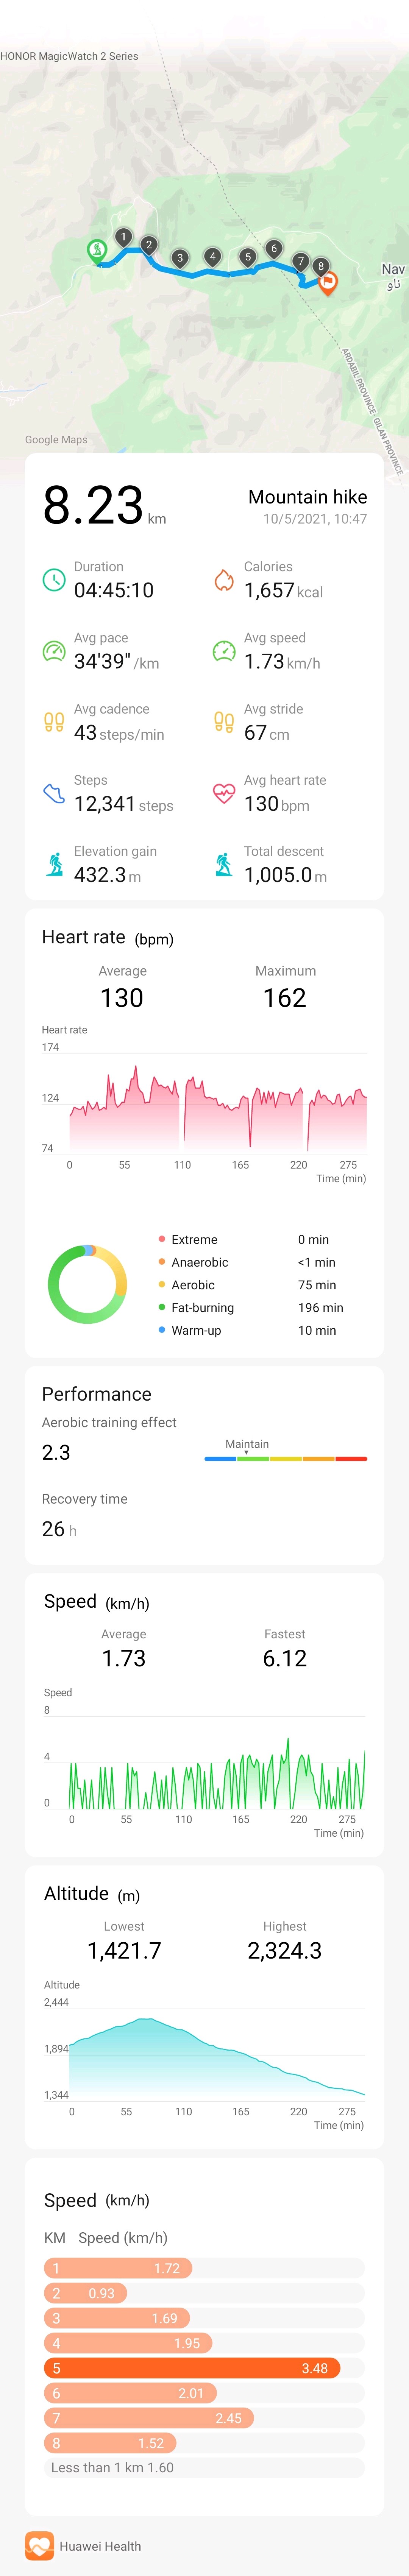 HONOR MagicWatch 2 Series
1
2
3
4
5
6
7
8
Nav
ناو
ARDABIL PROVINCE
GILAN PROVINCE
Google Maps
8.23 km
Mountain hike
10/5/2021, 10:47
Duration
04:45:10
Calories
1,657 kcal
Avg pace
34'39" /km
Avg speed
1.73 km/h
Avg cadence
43 steps/min
Avg stride
67 cm
Steps
12,341 steps
Avg heart rate
130 bpm
Elevation gain
432.3 m
Total descent
1,005.0 m
Heart rate (bpm)
Average Maximum
130 162
Heart rate
174
124
74
0 55 110 165 220 275
Time (min)
Extreme 0 min
Anaerobic <1 min
Aerobic 75 min
Fat-burning 196 min
Warm-up 10 min
Performance
Aerobic training effect
2.3
Maintain
Recovery time
26 h
Speed (km/h)
Average Fastest
1.73 6.12
Speed
8
4
0
0 55 110 165 220 275
Time (min)
Altitude (m)
Lowest Highest
1,421.7 2,324.3
Altitude
2,444
1,894
1,344
0 55 110 165 220 275
Time (min)
Speed (km/h)
KM Speed (km/h)
1 1.72
2 0.93
3 1.69
4 1.95
5 3.48
6 2.01
7 2.45
8 1.52
Less than 1 km 1.60
Huawei Health